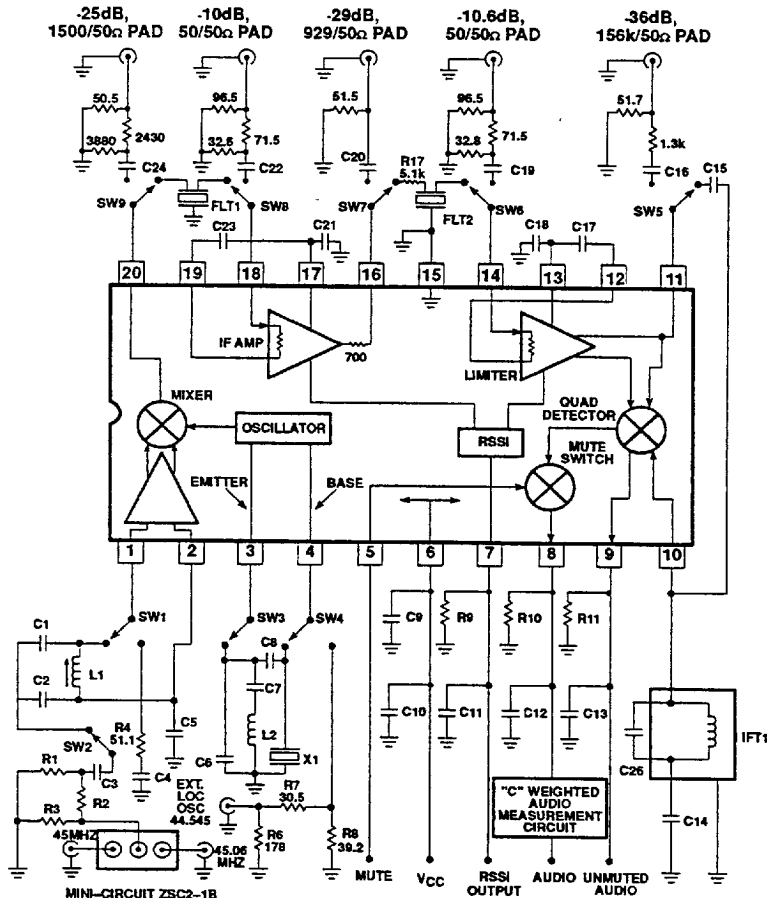 -25dB, -10dB, -29dB, -10.6dB, -36dB,
1500/50Ω PAD 50/50Ω PAD 929/50Ω PAD 50/50Ω PAD 156k/50Ω PAD
50.5 96.5 51.5 96.5 51.7
2430 71.5 71.5 1.3k
3880 32.6 32.8
C24 C22 C20 C19 C16 C15
R17
5.1k
SW9 FLT1 SW8 SW7 FLT2 SW6 SW5
C23 C21 C18 C17
20 19 18 17 16 15 14 13 12 11
IF AMP 700 LIMITER
MIXER
OSCILLATOR
RSSI
QUAD
DETECTOR
MUTE
SWITCH
EMITTER BASE
1 2 3 4 5 6 7 8 9 10
SW1 SW3 SW4
C1 L1 C2
C8 C7 L2 C6 X1
C9 R9 R10 R11
C10 C11 C12 C13
C5 R4
51.1
SW2 C3 C4
R1 R2 R3
C26 IFT1 C14
EXT.
LOC
OSC
44.545
R7
30.5
R6
178
R8
39.2
"C" WEIGHTED
AUDIO
MEASUREMENT
CIRCUIT
45MHZ
45.06
MHZ
MUTE VCC RSSI
OUTPUT
AUDIO UNMUTED
AUDIO
MINI-CIRCUIT ZSC2-1B